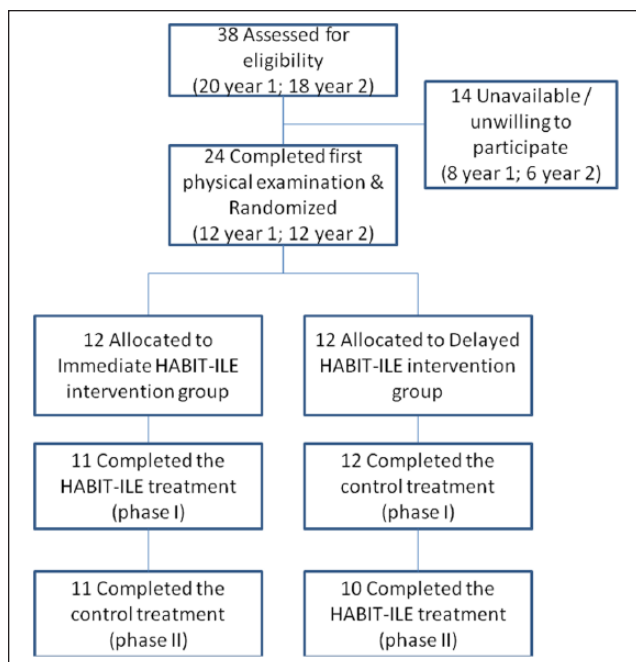 38 Assessed for
eligibility
(20 year 1; 18 year 2)
14 Unavailable /
unwilling to
participate
(8 year 1; 6 year 2)
24 Completed first
physical examination &
Randomized
(12 year 1; 12 year 2)
12 Allocated to
Immediate HABIT-ILE
intervention group
12 Allocated to Delayed
HABIT-ILE intervention
group
11 Completed the
HABIT-ILE treatment
(phase I)
12 Completed the
control treatment
(phase I)
11 Completed the
control treatment
(phase II)
10 Completed the
HABIT-ILE treatment
(phase II)